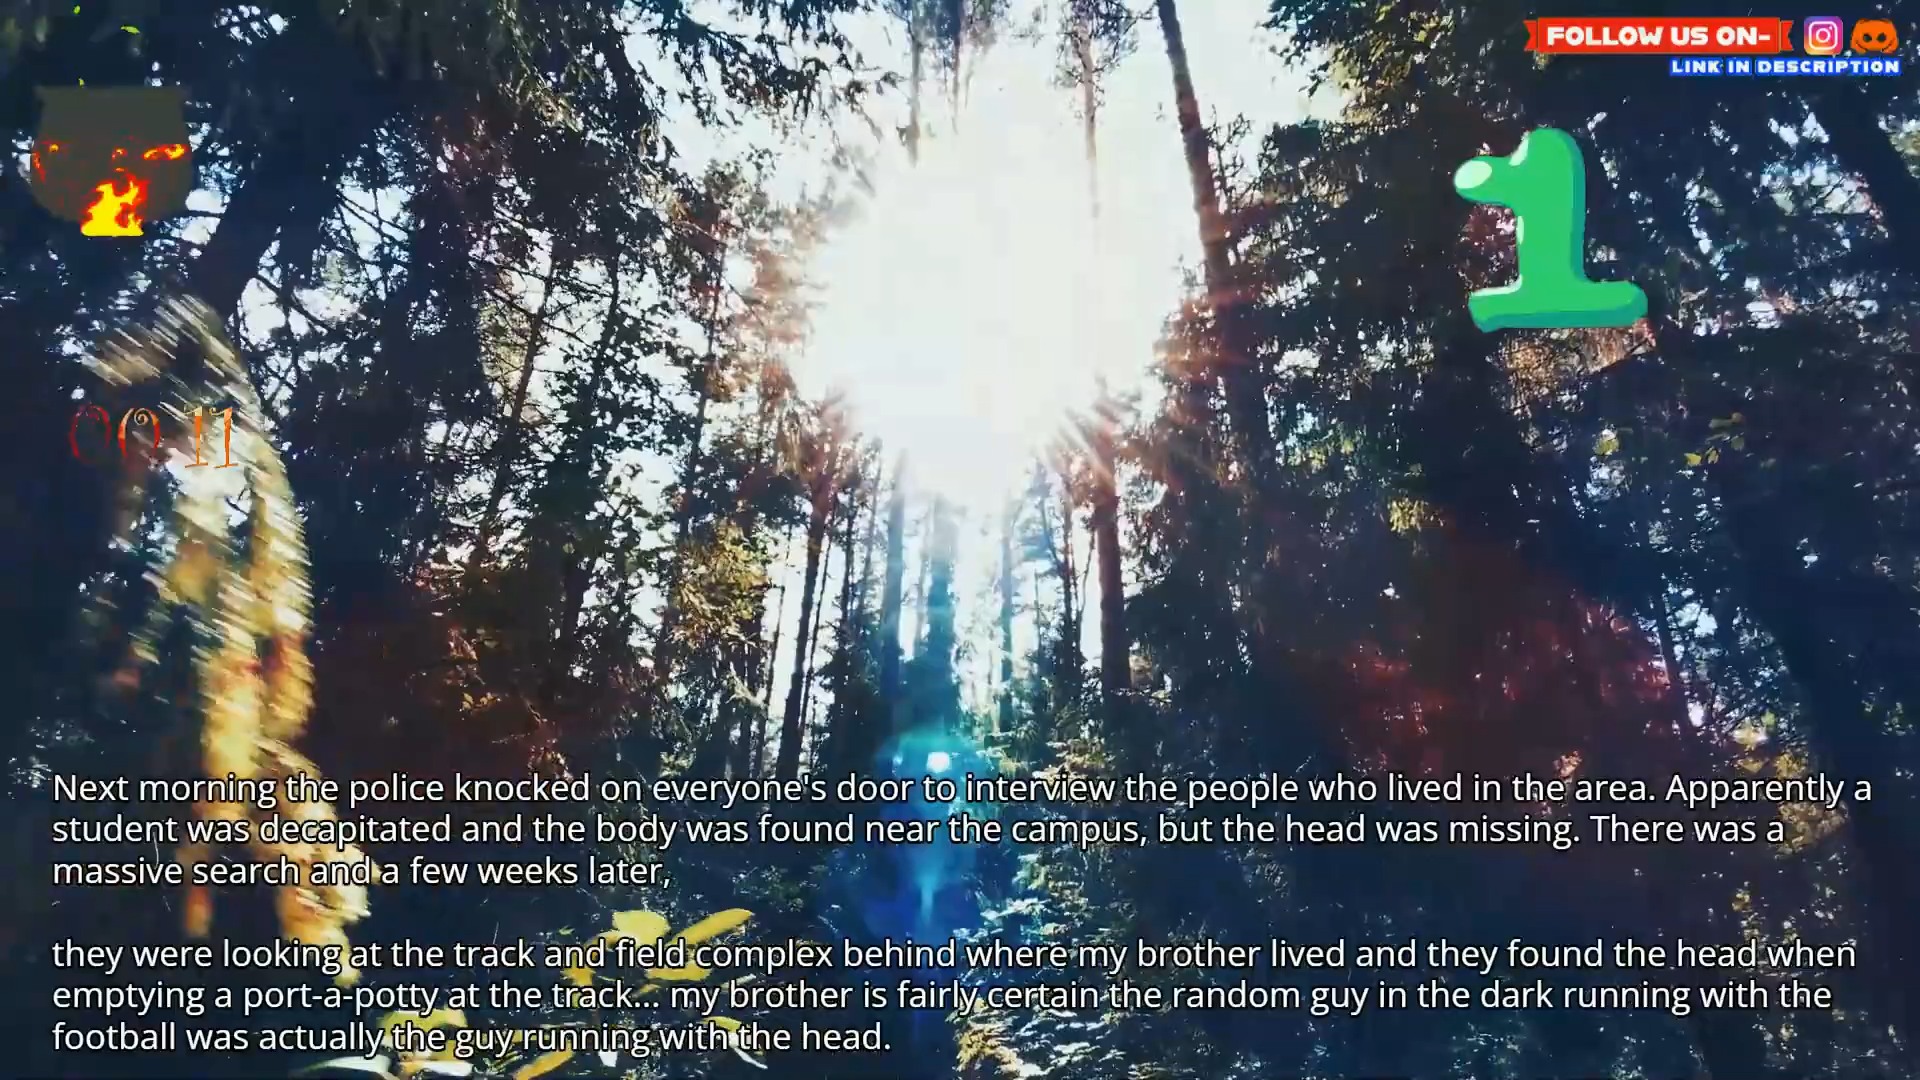 FOLLOW US ON-
LINK IN DESCRIPTION
1
00 11
Next morning the police knocked on everyone's door to interview the people who lived in the area. Apparently a
student was decapitated and the body was found near the campus, but the head was missing. There was a
massive search and a few weeks later,
they were looking at the track and field complex behind where my brother lived and they found the head when
emptying a port-a-potty at the track... my brother is fairly certain the random guy in the dark running with the
football was actually the guy running with the head.